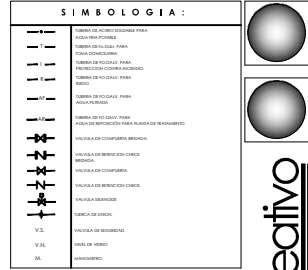 SIMBOLOGIA:
TUBERIA DE ACERO SOLDABLE PARA
AGUA FRIA POTABLE
T
TUBERIA DE Fo.Galv. PARA
TOMA DOMICILIARIA.
I
TUBERIA DE FO.GALV. PARA
PROTECCION CONTRA INCENDIO.
R
TUBERIA DE FO.GALV. PARA
RIEGO
AF
TUBERIA DE FO.GALV. PARA
AGUA FILTRADA
AR
TUBERIA DE FO.GALV. PARA
AGUA DE REPOSICIÓN PARA PLANTA DE TRATAMIENTO
VALVULA DE COMPUERTA BRIDADA.
VALVULA DE RETENCION CHECK
BRIDADA.
VALVULA DE COMPUERTA.
VALVULA DE RETENCION CHECK.
VALVULA SELENOIDE
TUERCA DE UNION.
V.S. VALVULA DE SEGURIDAD.
V.N. NIVEL DE VIDRIO
M. MANOMETRO.
eativo